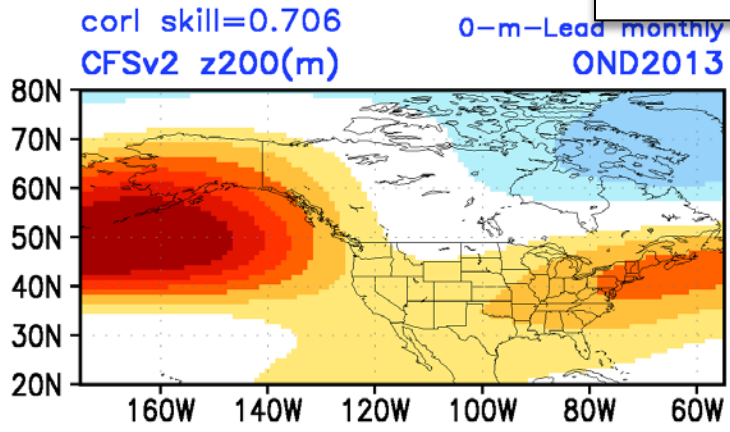 corl skill=0.706
0-m-Lead monthly
CFSv2 z200(m)
OND2013
80N
70N
60N
50N
40N
30N
20N
160W 140W 120W 100W 80W 60W